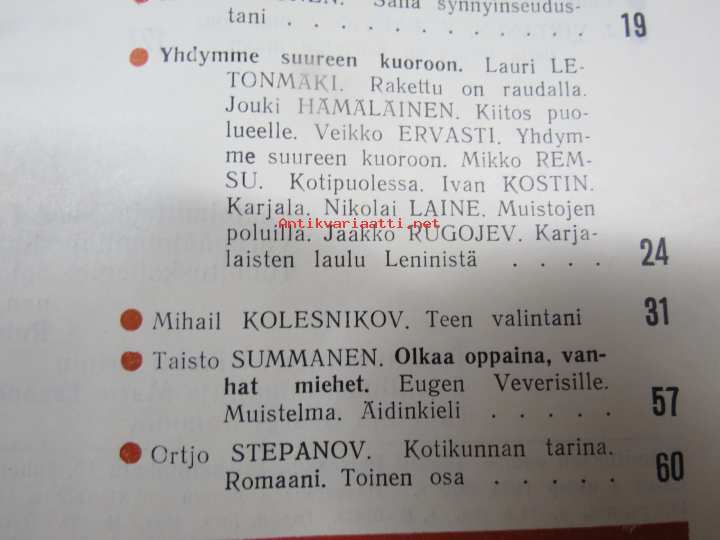 synnyinseudus-
tani . . . . . . . . . . . 19
Yhdymme suureen kuoroon. Lauri LE-
TONMÄKI. Rakettu on raudalla.
Jouki HÄMÄLÄINEN. Kiitos puo-
lueelle. Veikko ERVASTI. Yhdym-
me suureen kuoroon. Mikko REM-
SU. Kotipuolessa. Ivan KOSTIN.
Karjala. Nikolai LAINE. Muistojen
Antikvariaatti.net
poluilla. Jaakko RUGOJEV. Karja-
laisten laulu Leninistä . . . . 24
Mihail KOLESNIKOV. Teen valintani 31
Taisto SUMMANEN. Olkaa oppaina, van-
hat miehet. Eugen Veverisille.
Muistelma. Äidinkieli . . . . . 57
Ortjo STEPANOV. Kotikunnan tarina.
Romaani. Toinen osa . . . . . 60